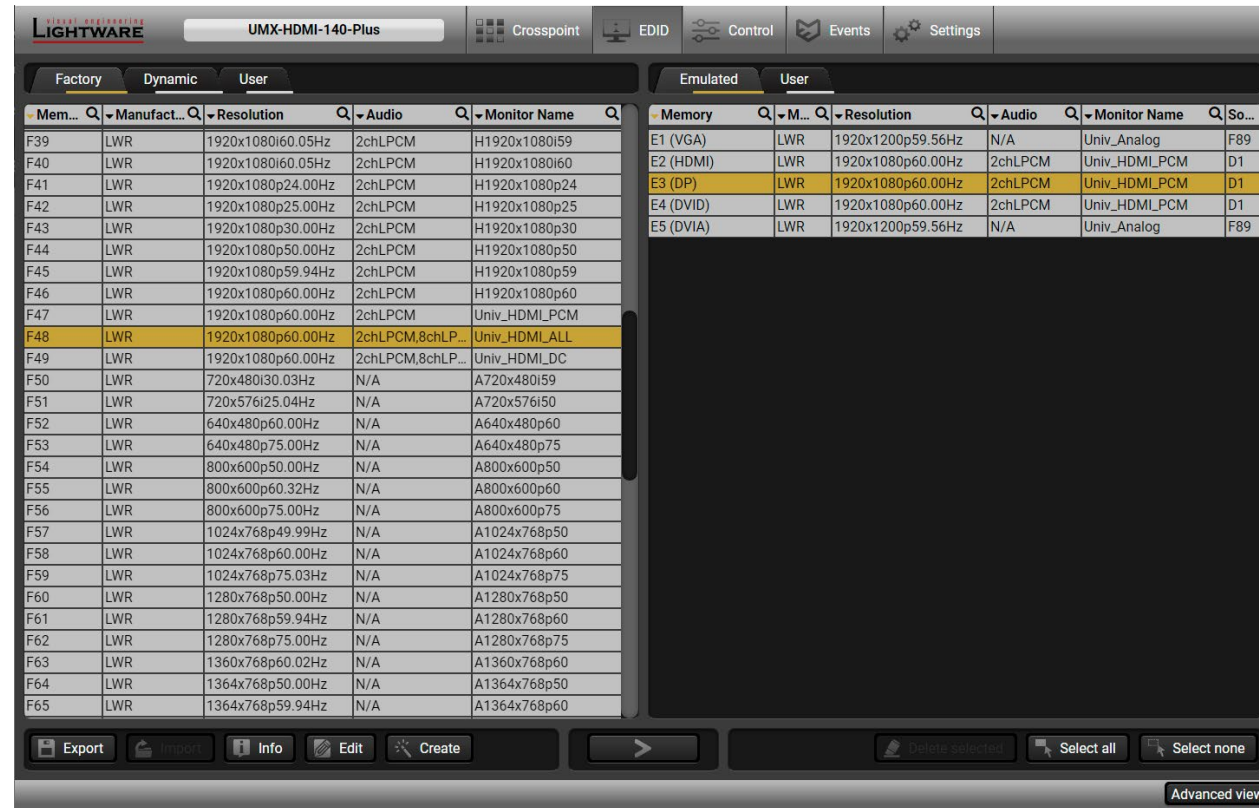 visual engineering
LIGHTWARE
UMX-HDMI-140-Plus
Crosspoint
EDID
Control
Events
Settings
Factory Dynamic User
Mem... Manufact... Resolution Audio Monitor Name
F39 LWR 1920x1080i60.05Hz 2chLPCM H1920x1080i59
F40 LWR 1920x1080i60.05Hz 2chLPCM H1920x1080i60
F41 LWR 1920x1080p24.00Hz 2chLPCM H1920x1080p24
F42 LWR 1920x1080p25.00Hz 2chLPCM H1920x1080p25
F43 LWR 1920x1080p30.00Hz 2chLPCM H1920x1080p30
F44 LWR 1920x1080p50.00Hz 2chLPCM H1920x1080p50
F45 LWR 1920x1080p59.94Hz 2chLPCM H1920x1080p59
F46 LWR 1920x1080p60.00Hz 2chLPCM H1920x1080p60
F47 LWR 1920x1080p60.00Hz 2chLPCM Univ_HDMI_PCM
F48 LWR 1920x1080p60.00Hz 2chLPCM,8chLP... Univ_HDMI_ALL
F49 LWR 1920x1080p60.00Hz 2chLPCM,8chLP... Univ_HDMI_DC
F50 LWR 720x480i30.03Hz N/A A720x480i59
F51 LWR 720x576i25.04Hz N/A A720x576i50
F52 LWR 640x480p60.00Hz N/A A640x480p60
F53 LWR 640x480p75.00Hz N/A A640x480p75
F54 LWR 800x600p50.00Hz N/A A800x600p50
F55 LWR 800x600p60.32Hz N/A A800x600p60
F56 LWR 800x600p75.00Hz N/A A800x600p75
F57 LWR 1024x768p49.99Hz N/A A1024x768p50
F58 LWR 1024x768p60.00Hz N/A A1024x768p60
F59 LWR 1024x768p75.03Hz N/A A1024x768p75
F60 LWR 1280x768p50.00Hz N/A A1280x768p50
F61 LWR 1280x768p59.94Hz N/A A1280x768p60
F62 LWR 1280x768p75.00Hz N/A A1280x768p75
F63 LWR 1360x768p60.02Hz N/A A1360x768p60
F64 LWR 1364x768p50.00Hz N/A A1364x768p50
F65 LWR 1364x768p59.94Hz N/A A1364x768p60
Emulated User
Memory M... Resolution Audio Monitor Name So...
E1 (VGA) LWR 1920x1200p59.56Hz N/A Univ_Analog F89
E2 (HDMI) LWR 1920x1080p60.00Hz 2chLPCM Univ_HDMI_PCM D1
E3 (DP) LWR 1920x1080p60.00Hz 2chLPCM Univ_HDMI_PCM D1
E4 (DVID) LWR 1920x1080p60.00Hz 2chLPCM Univ_HDMI_PCM D1
E5 (DVIA) LWR 1920x1200p59.56Hz N/A Univ_Analog F89
Export Import Info Edit Create > Delete selected Select all Select none
Advanced view